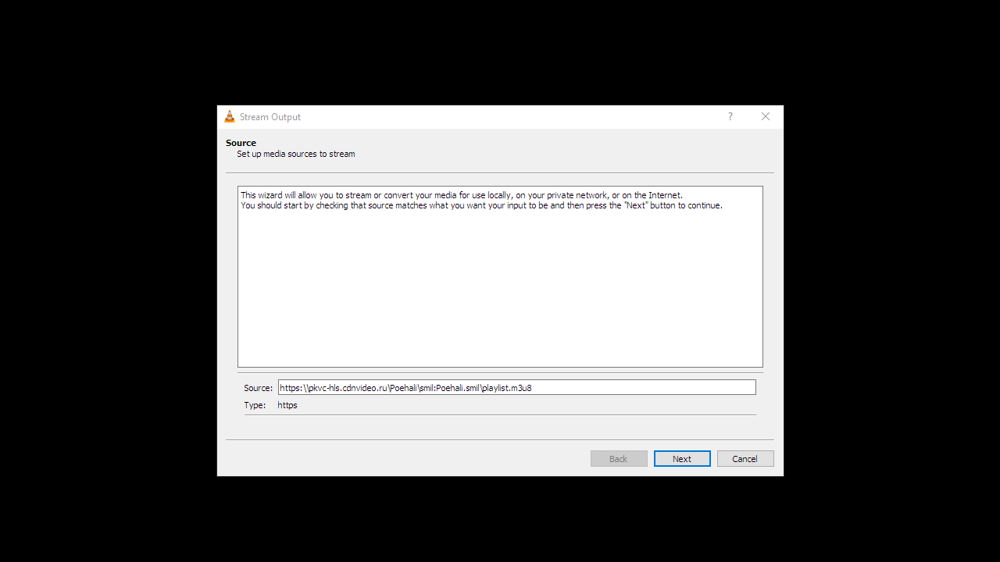 Stream Output
?
Source
Set up media sources to stream
This wizard will allow you to stream or convert your media for use locally, on your private network, or on the Internet.
You should start by checking that source matches what you want your input to be and then press the "Next" button to continue.
Source: https:\\pkvc-hls.cdnvideo.ru\Poehali\smil:Poehali.smil\playlist.m3u8
Type: https
Back Next Cancel